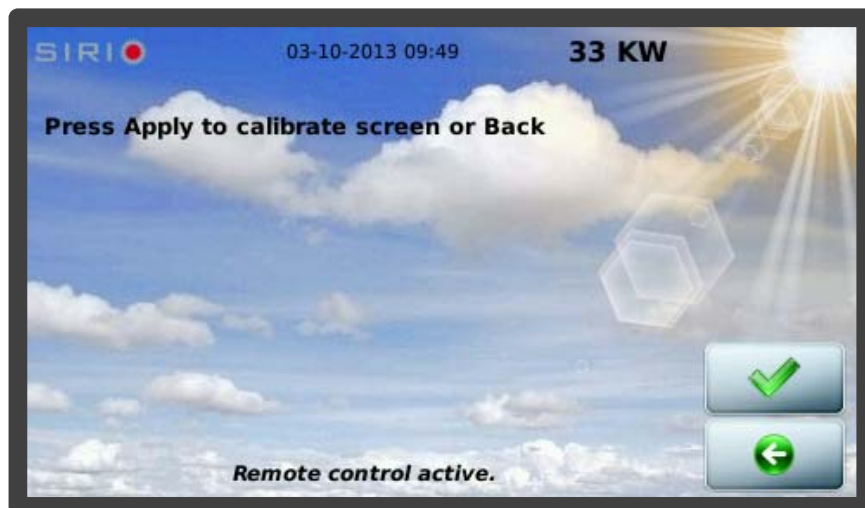 SIRIO 03-10-2013 09:49 33 KW
Press Apply to calibrate screen or Back
Remote control active.